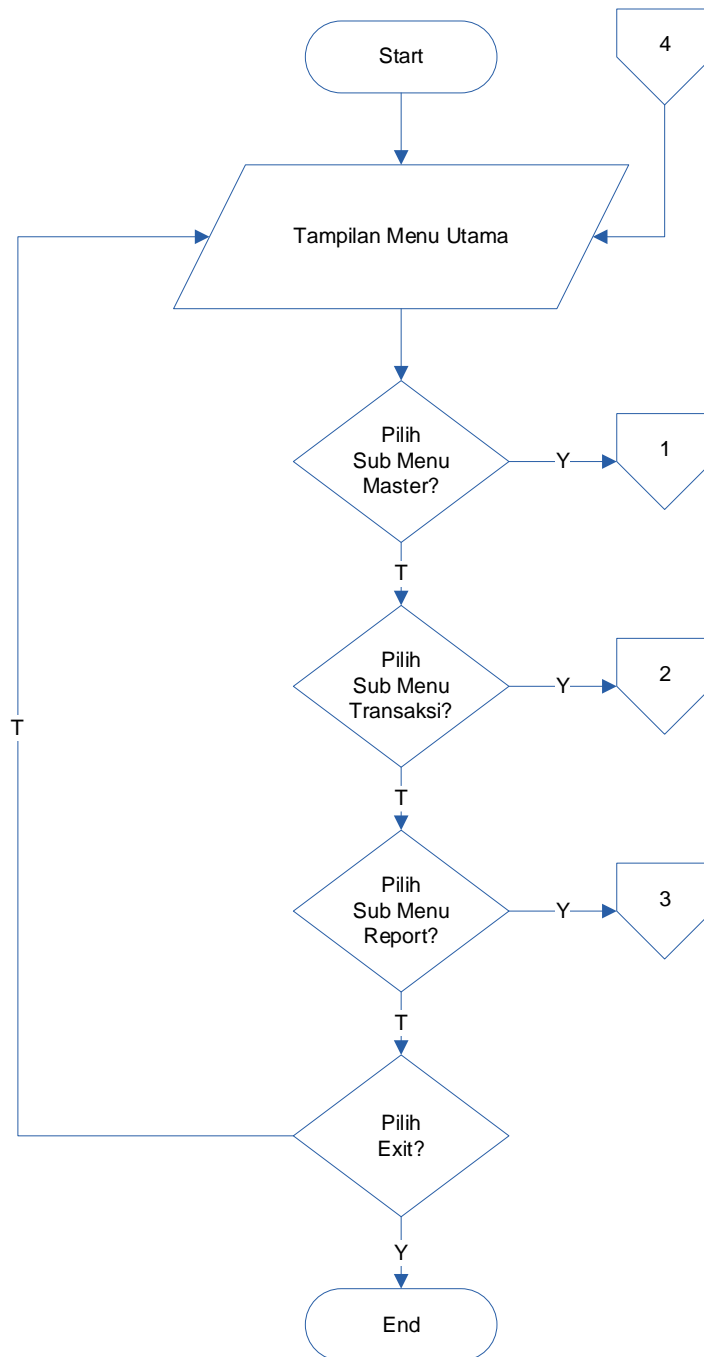 Start
4
Tampilan Menu Utama
Pilih
Sub Menu
Master?
Y
1
T
Pilih
Sub Menu
Transaksi?
Y
2
T
T
Pilih
Sub Menu
Report?
Y
3
T
Pilih
Exit?
Y
End